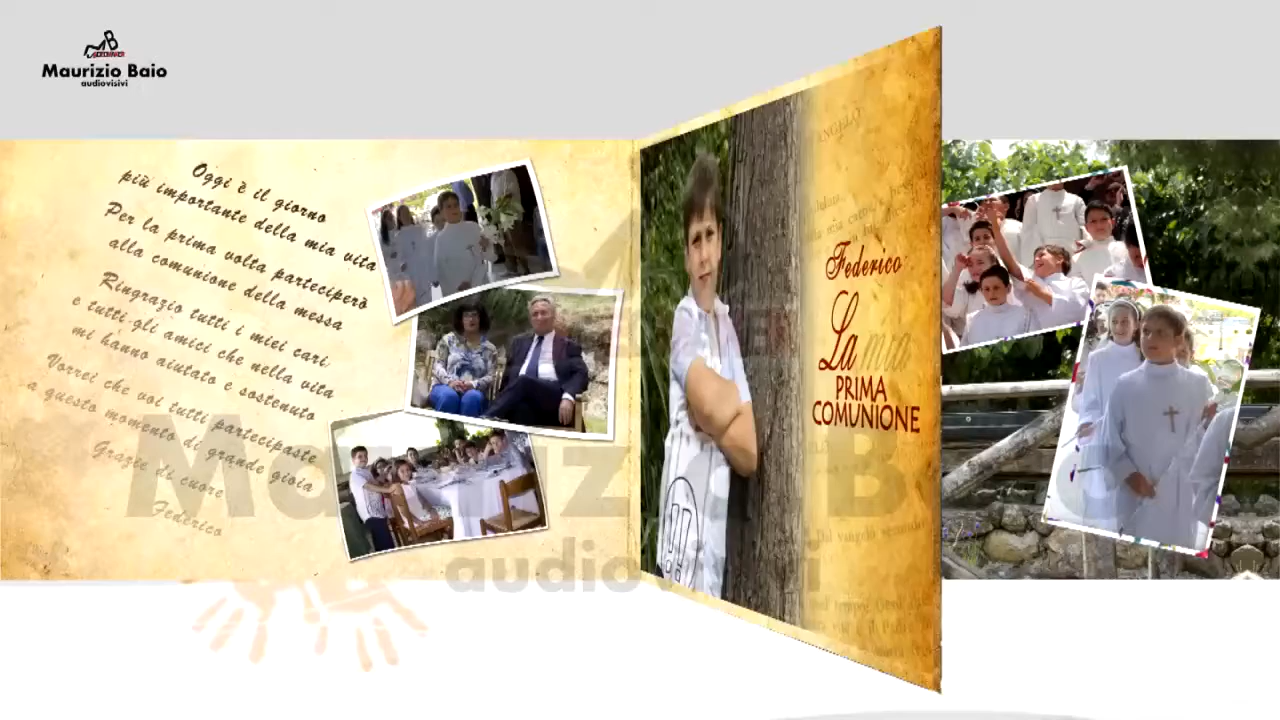 Maurizio Baio
audiovisivi
Oggi è il giorno
più importante della mia vita
Per la prima volta parteciperò
alla comunione della messa
Ringrazio tutti i miei cari,
e tutti gli amici che nella vita
mi hanno aiutato e sostenuto
Vorrei che voi tutti partecipaste
a questo momento di grande gioia
Grazie di cuore
Federico
ANGELO
Federico
La mia
PRIMA
COMUNIONE
audiovisivi